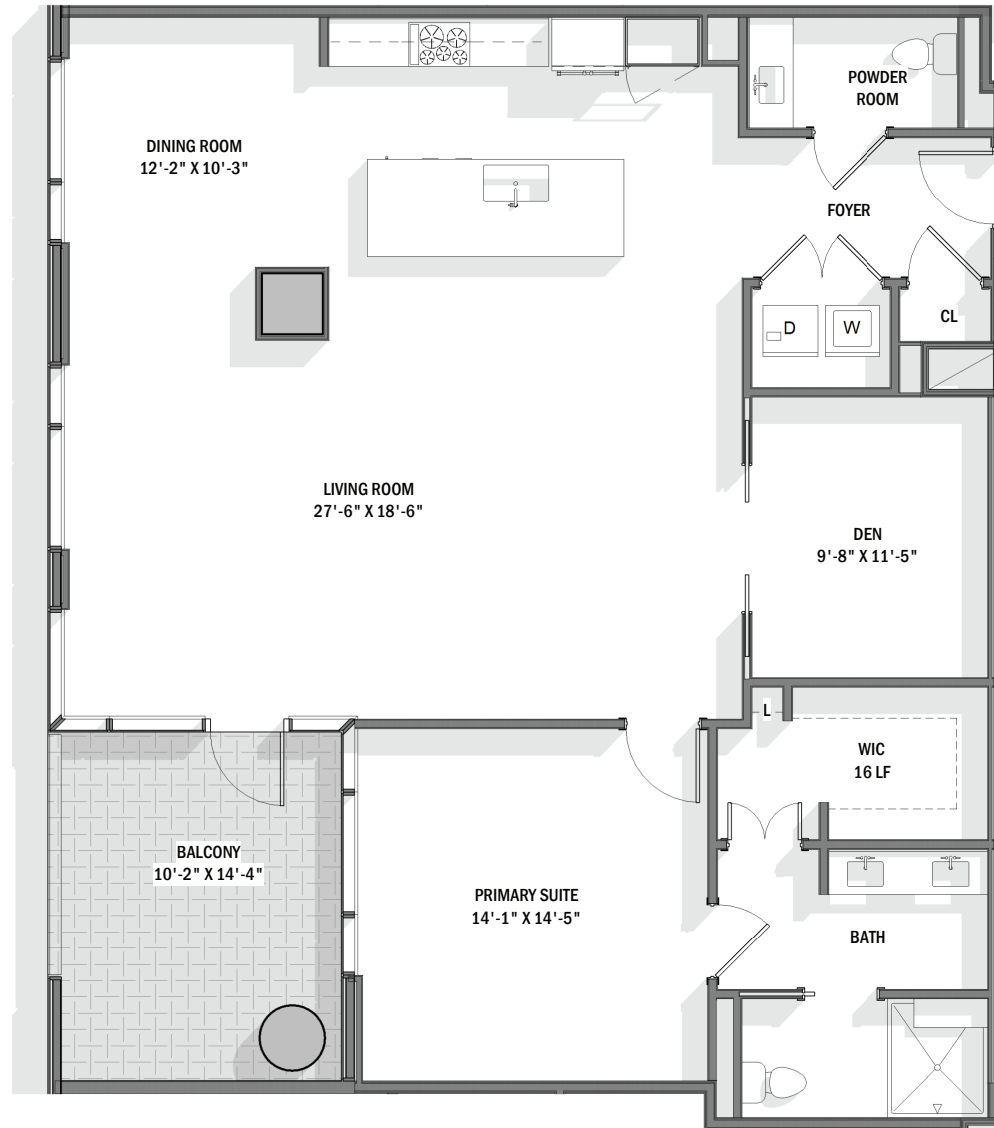 POWDER
ROOM
DINING ROOM
12'-2" X 10'-3"
FOYER
CL
D
W
LIVING ROOM
27'-6" X 18'-6"
DEN
9'-8" X 11'-5"
L
WIC
16 LF
BALCONY
10'-2" X 14'-4"
PRIMARY SUITE
14'-1" X 14'-5"
BATH